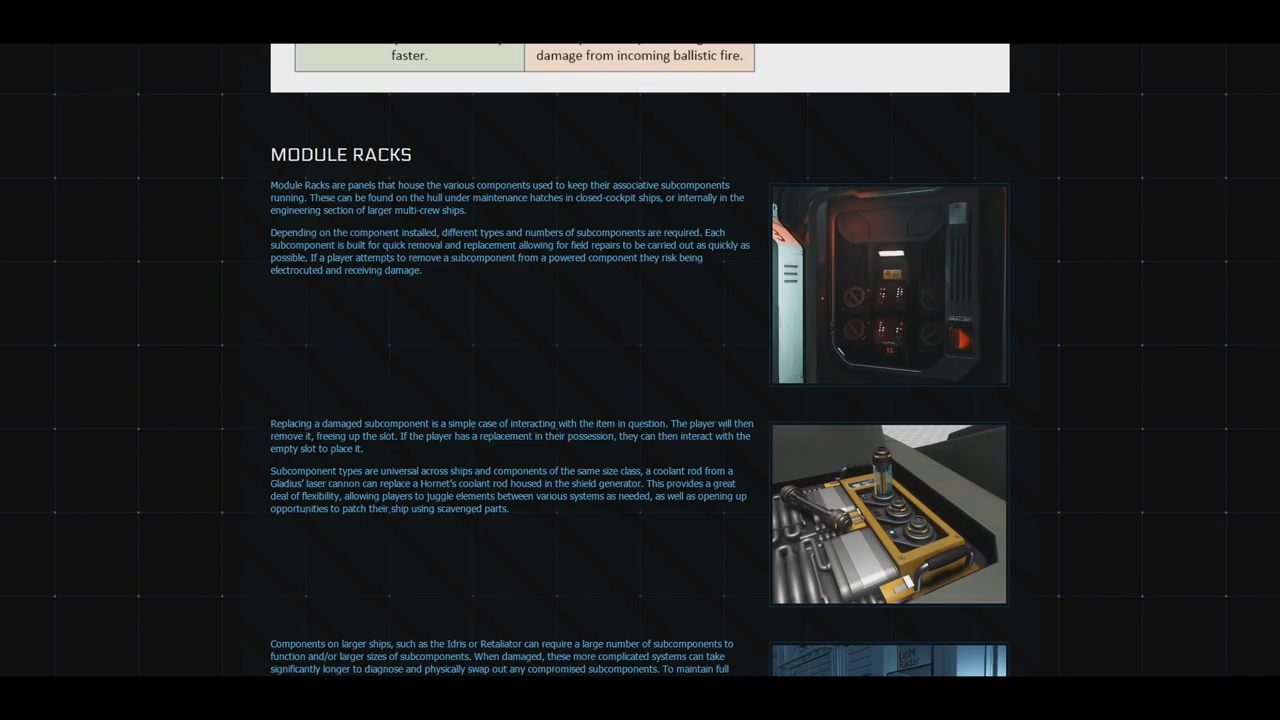 faster.
damage from incoming ballistic fire.
MODULE RACKS
Module Racks are panels that house the various components used to keep their associative subcomponents
running. These can be found on the hull under maintenance hatches in closed-cockpit ships, or internally in the
engineering section of larger multi-crew ships.
Depending on the component installed, different types and numbers of subcomponents are required. Each
subcomponent is built for quick removal and replacement allowing for field repairs to be carried out as quickly as
possible. If a player attempts to remove a subcomponent from a powered component they risk being
electrocuted and receiving damage.
Replacing a damaged subcomponent is a simple case of interacting with the item in question. The player will then
remove it, freeing up the slot. If the player has a replacement in their possession, they can then interact with the
empty slot to place it.
Subcomponent types are universal across ships and components of the same size class, a coolant rod from a
Gladius' laser cannon can replace a Hornet's coolant rod housed in the shield generator. This provides a great
deal of flexibility, allowing players to juggle elements between various systems as needed, as well as opening up
opportunities to patch their ship using scavenged parts.
Components on larger ships, such as the Idris or Retaliator can require a large number of subcomponents to
function and/or larger sizes of subcomponents. When damaged, these more complicated systems can take
significantly longer to diagnose and physically swap out any compromised subcomponents. To maintain full
Light
Radar